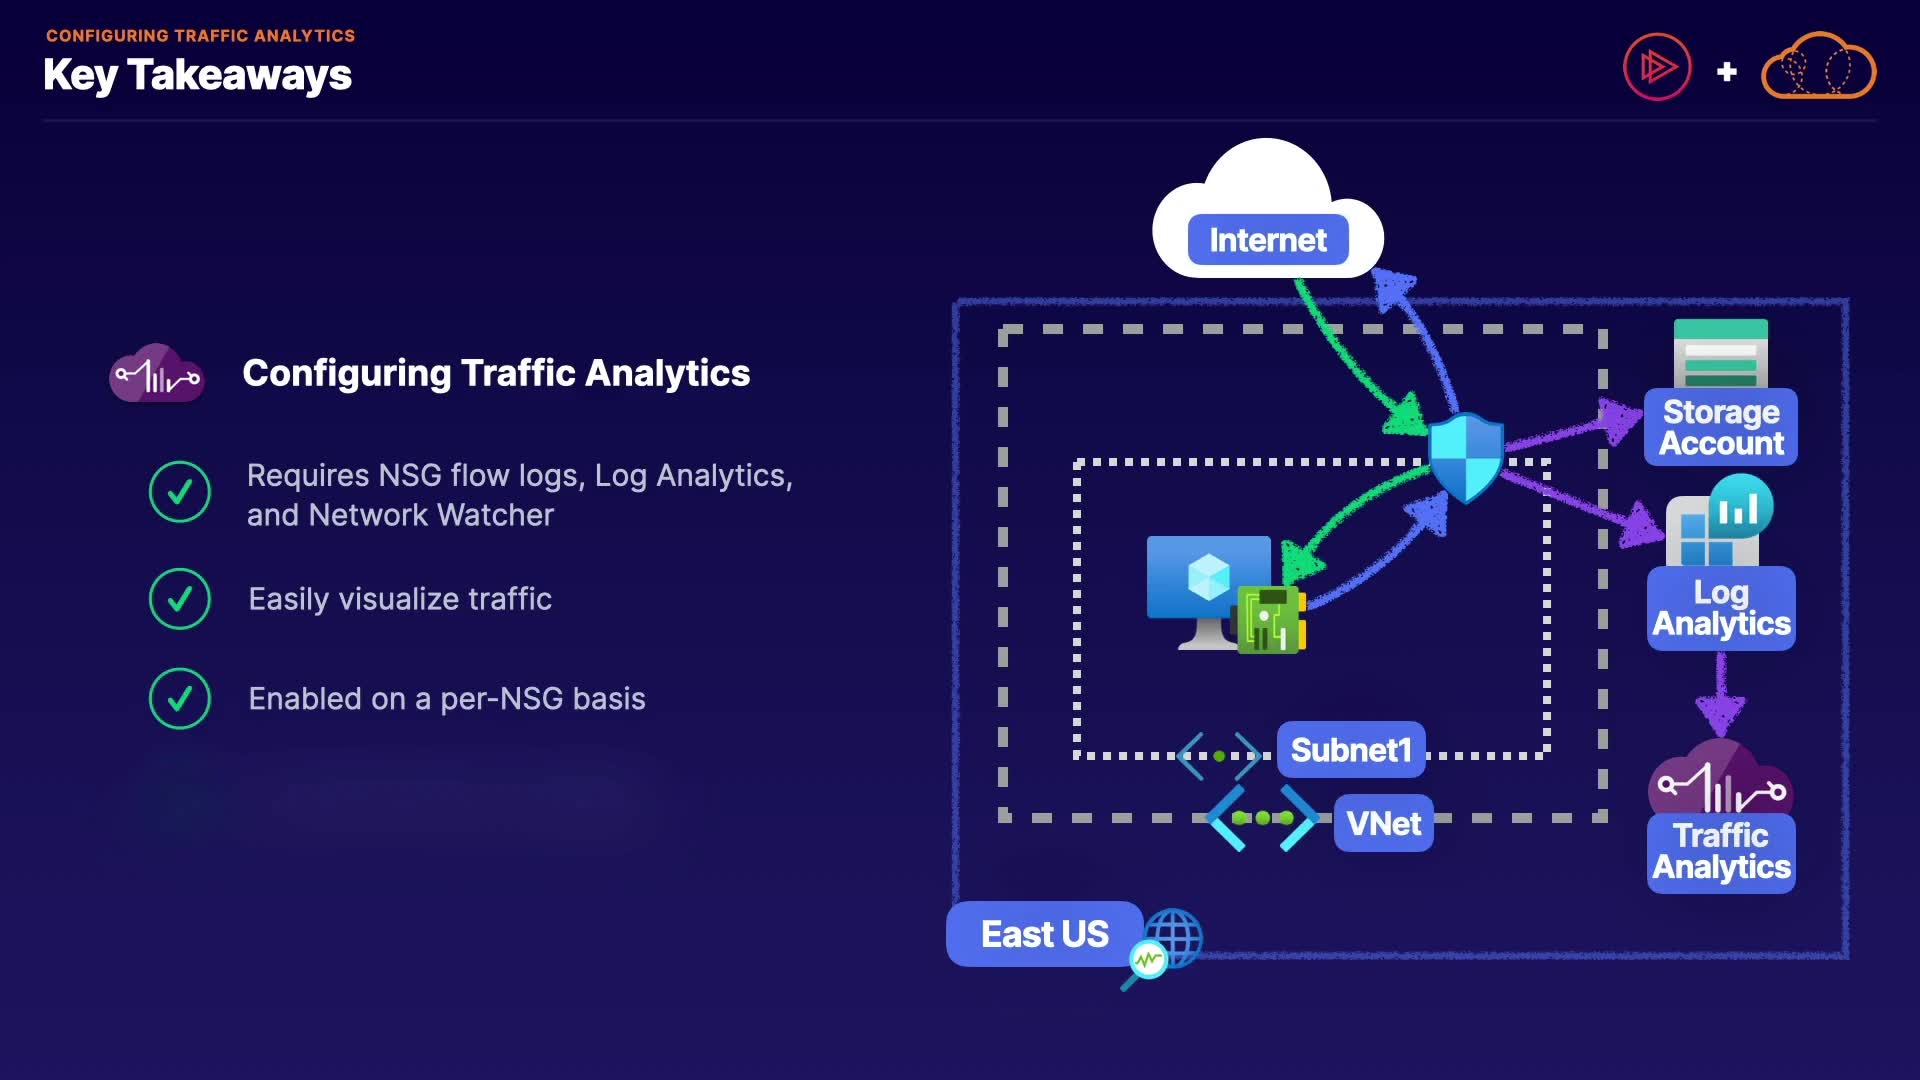 CONFIGURING TRAFFIC ANALYTICS
Key Takeaways
Configuring Traffic Analytics
Requires NSG flow logs, Log Analytics,
and Network Watcher
Easily visualize traffic
Enabled on a per-NSG basis
Internet
Storage
Account
Log
Analytics
Subnet1
VNet
Traffic
Analytics
East US